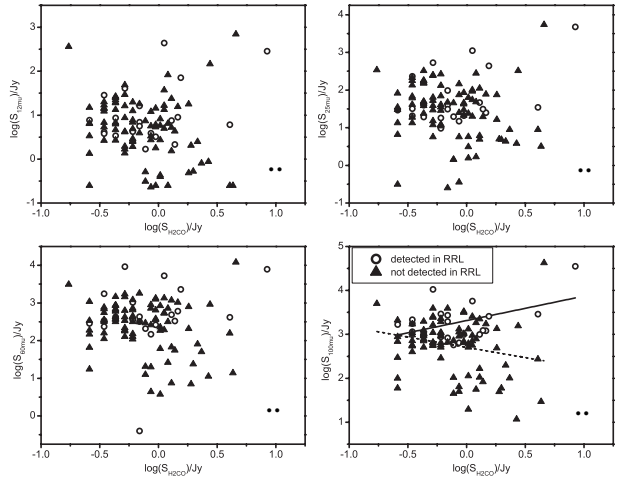 3
2
1
0
-1
-1.0 -0.5 0.0 0.5 1.0
log(S12mu)/Jy
log(SH2CO)/Jy
4
3
2
1
0
-1
-1.0 -0.5 0.0 0.5 1.0
log(S25mu)/Jy
log(SH2CO)/Jy
4
3
2
1
0
-1.0 -0.5 0.0 0.5 1.0
log(S60mu)/Jy
log(SH2CO)/Jy
5
4
3
2
1
-1.0 -0.5 0.0 0.5 1.0
log(S100mu)/Jy
log(SH2CO)/Jy
detected in RRL
not detected in RRL